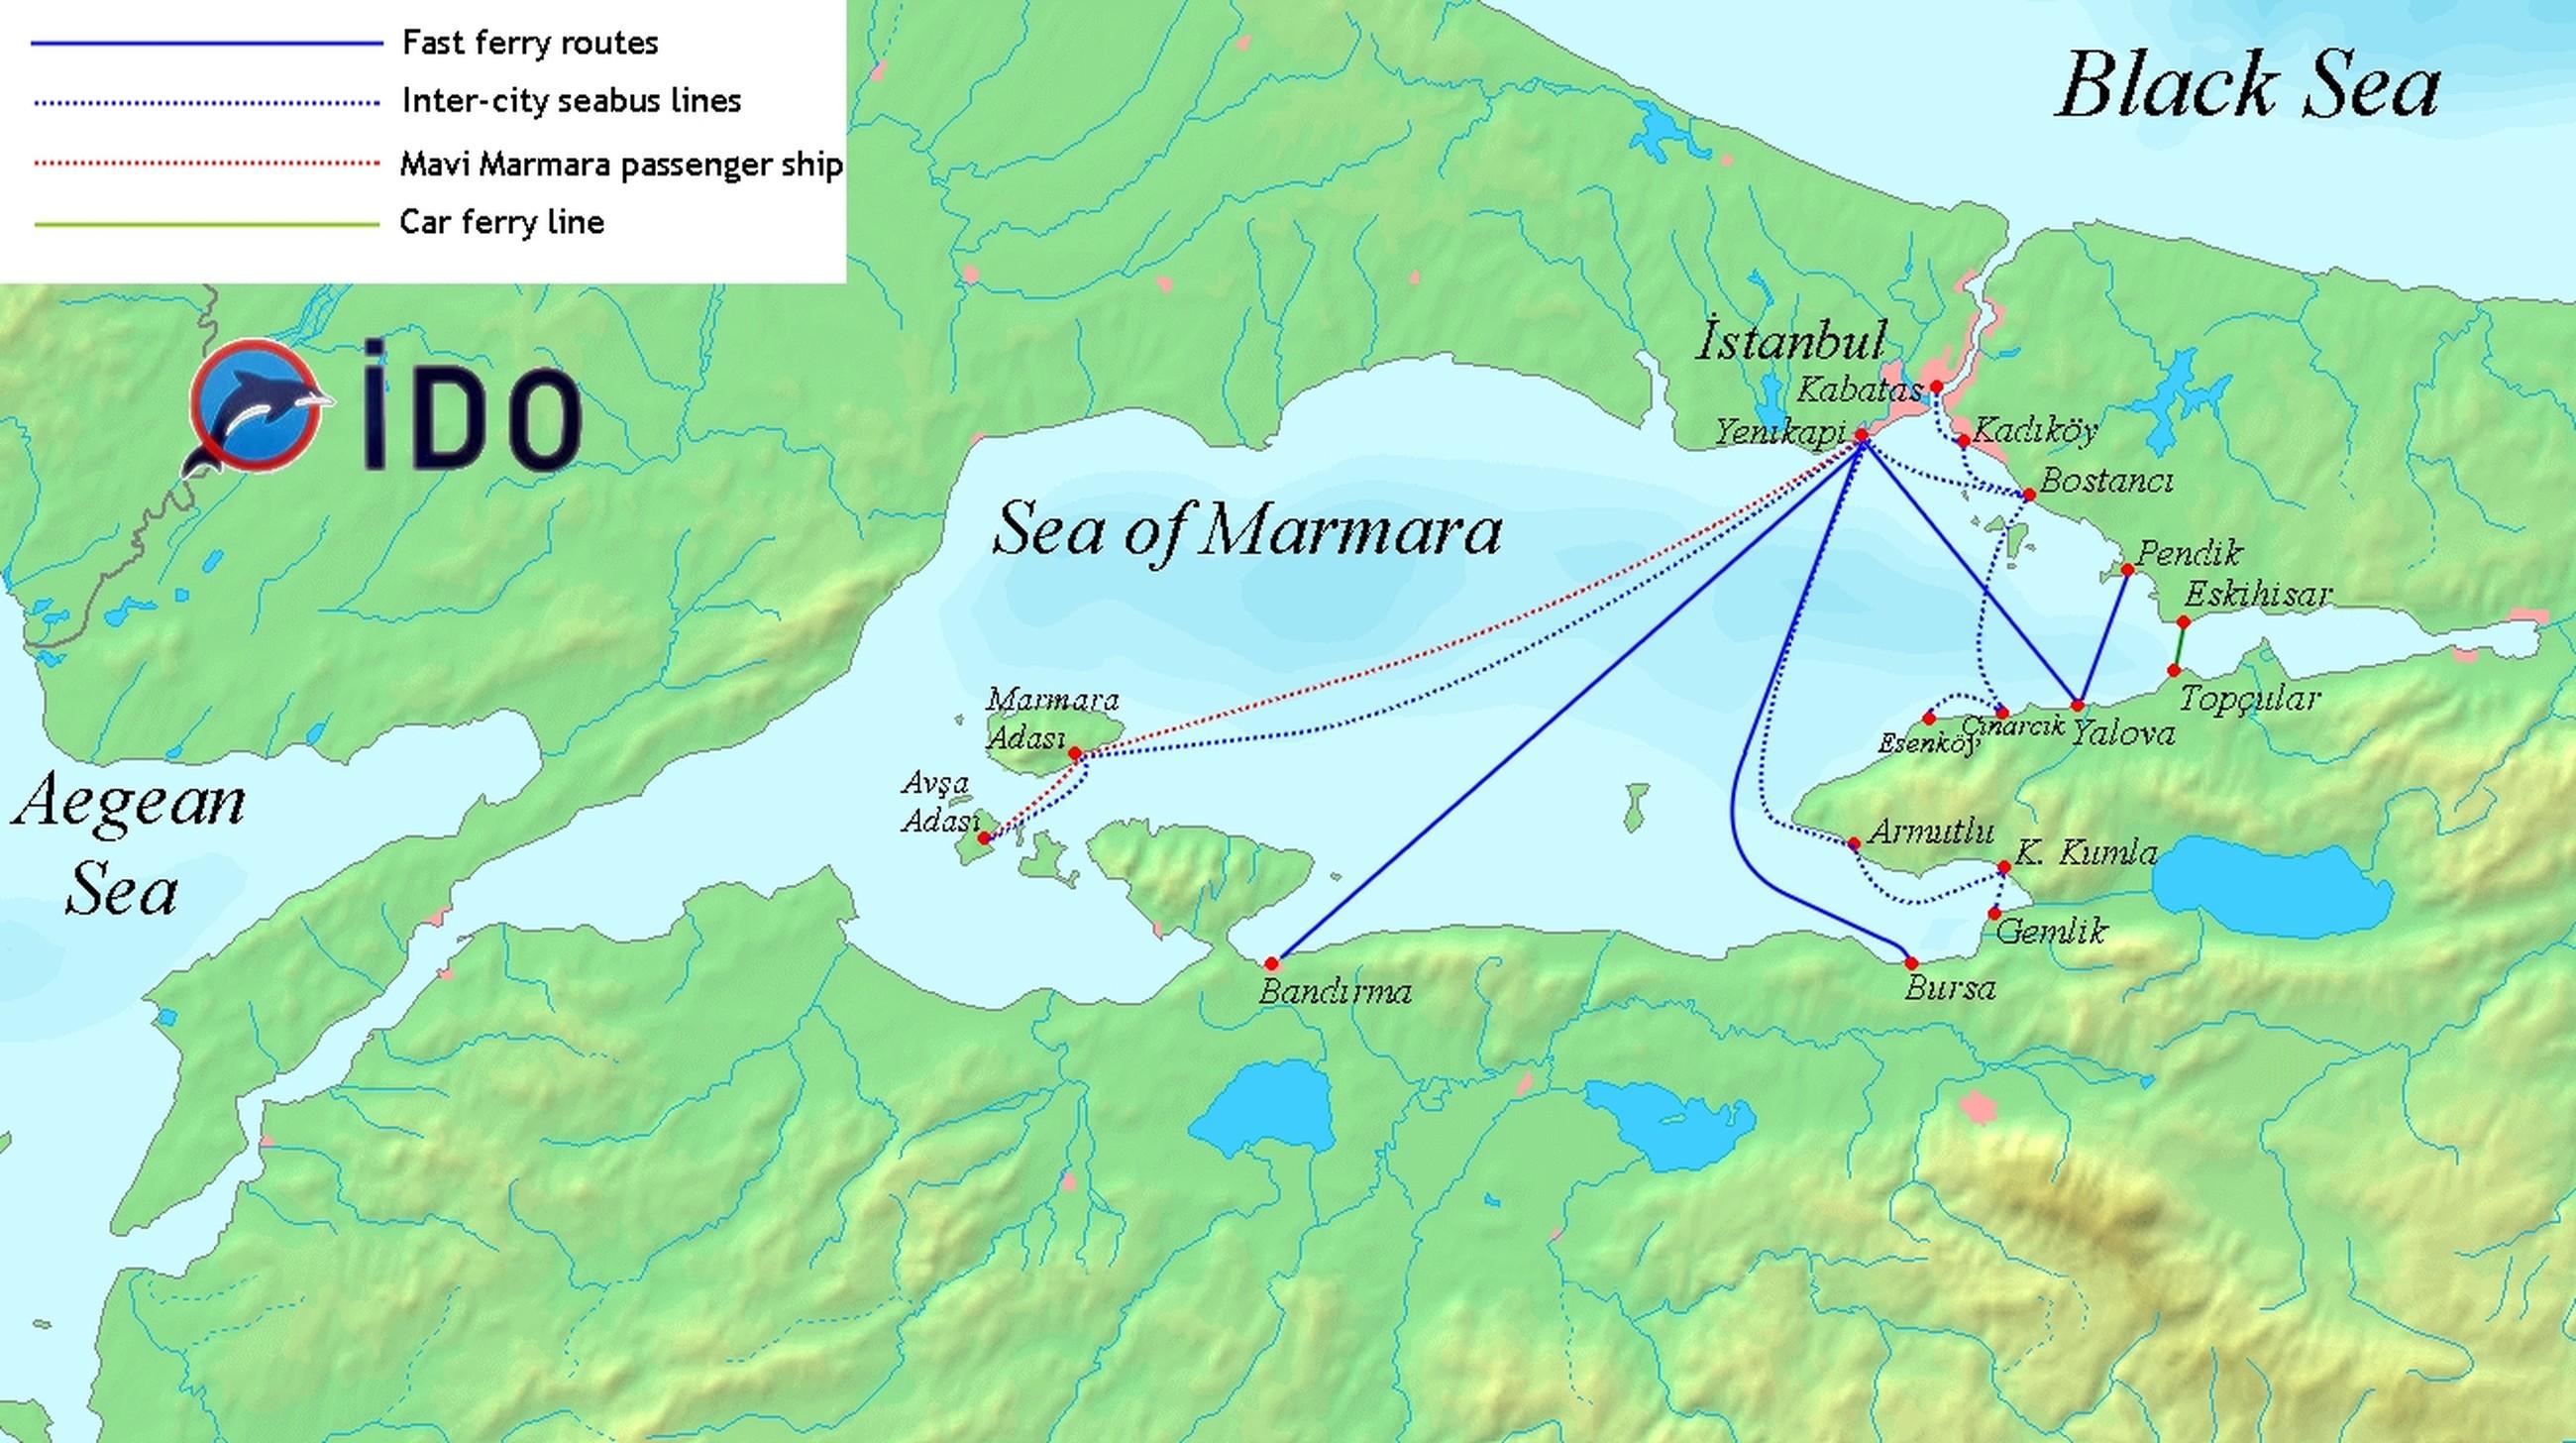 Fast ferry routes
Inter-city seabus lines
Mavi Marmara passenger ship
Car ferry line
Black Sea
İDO
İstanbul
Kabatas
Yenıkapi
Kadıköy
Bostancı
Sea of Marmara
Pendik
Eskihisar
Marmara
Adası
Topçular
Çınarcık
Yalova
Esenköy
Avşa
Adası
Aegean
Sea
Armutlu
K. Kumla
Gemlik
Bandırma
Bursa